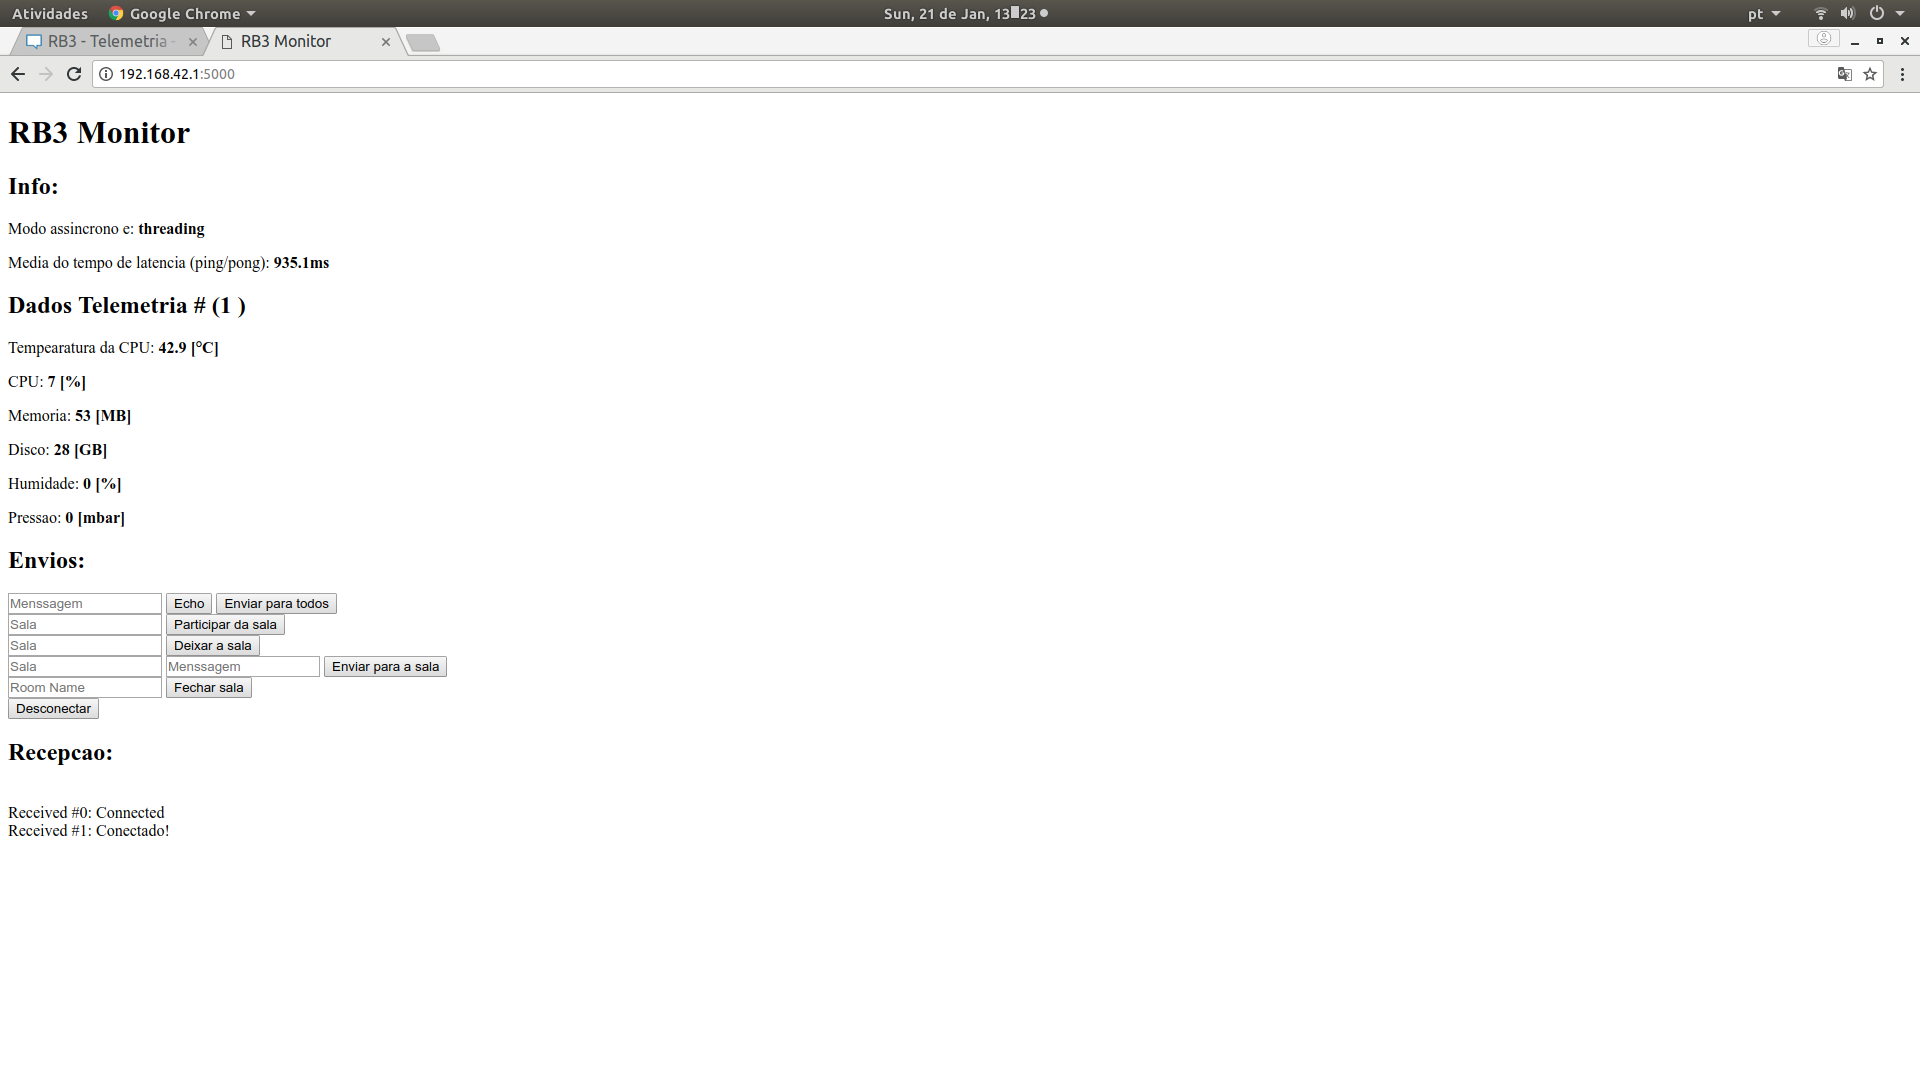 Atividades Google Chrome Sun, 21 de Jan, 13 23 pt
RB3 - Telemetria - RB3 Monitor
192.168.42.1:5000
RB3 Monitor
Info:
Modo assincrono e: threading
Media do tempo de latencia (ping/pong): 935.1ms
Dados Telemetria # (1 )
Tempearatura da CPU: 42.9 [°C]
CPU: 7 [%]
Memoria: 53 [MB]
Disco: 28 [GB]
Humidade: 0 [%]
Pressao: 0 [mbar]
Envios:
Menssagem Echo Enviar para todos
Sala Participar da sala
Sala Deixar a sala
Sala Menssagem Enviar para a sala
Room Name Fechar sala
Desconectar
Recepcao:
Received #0: Connected
Received #1: Conectado!